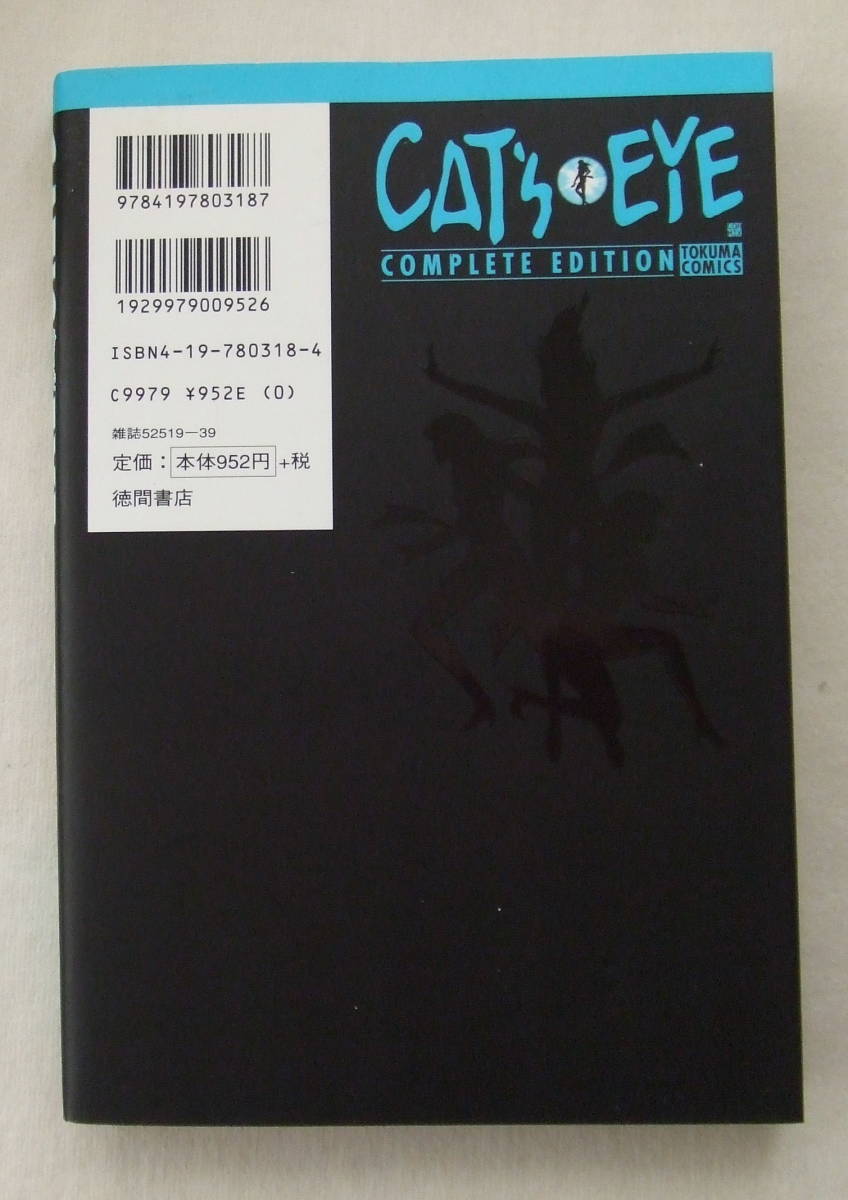 9784197803187
1929979009526
ISBN4-19-780318-4
C9979 ¥952E (0)
雑誌52519-39
定価：本体952円+税
徳間書店
CAT's EYE
COMPLETE EDITION
TOKUMA
COMICS